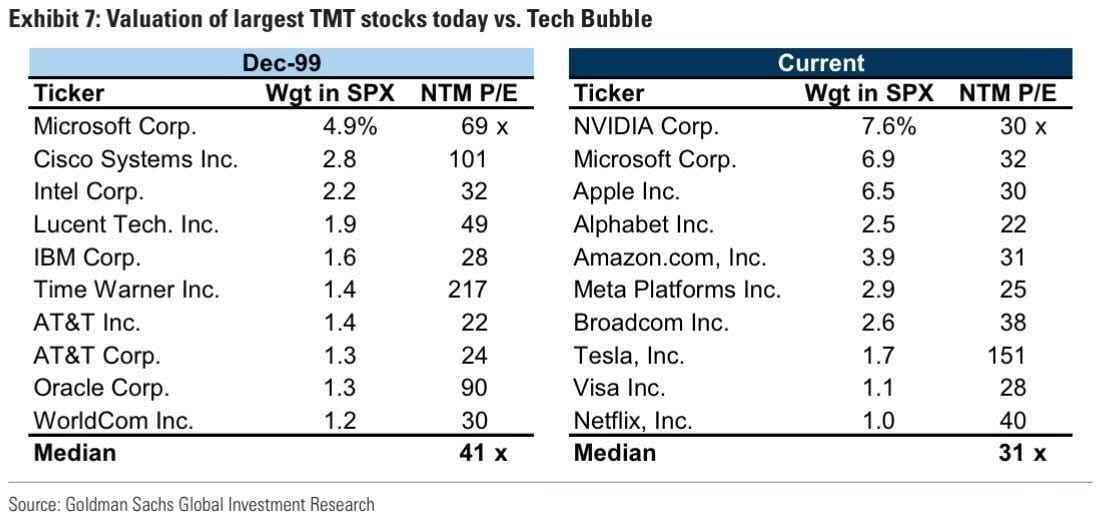 Exhibit 7: Valuation of largest TMT stocks today vs. Tech Bubble
Dec-99
Ticker Wgt in SPX NTM P/E
Microsoft Corp. 4.9% 69 x
Cisco Systems Inc. 2.8 101
Intel Corp. 2.2 32
Lucent Tech. Inc. 1.9 49
IBM Corp. 1.6 28
Time Warner Inc. 1.4 217
AT&T Inc. 1.4 22
AT&T Corp. 1.3 24
Oracle Corp. 1.3 90
WorldCom Inc. 1.2 30
Median 41 x
Current
Ticker Wgt in SPX NTM P/E
NVIDIA Corp. 7.6% 30 x
Microsoft Corp. 6.9 32
Apple Inc. 6.5 30
Alphabet Inc. 2.5 22
Amazon.com, Inc. 3.9 31
Meta Platforms Inc. 2.9 25
Broadcom Inc. 2.6 38
Tesla, Inc. 1.7 151
Visa Inc. 1.1 28
Netflix, Inc. 1.0 40
Median 31 x
Source: Goldman Sachs Global Investment Research